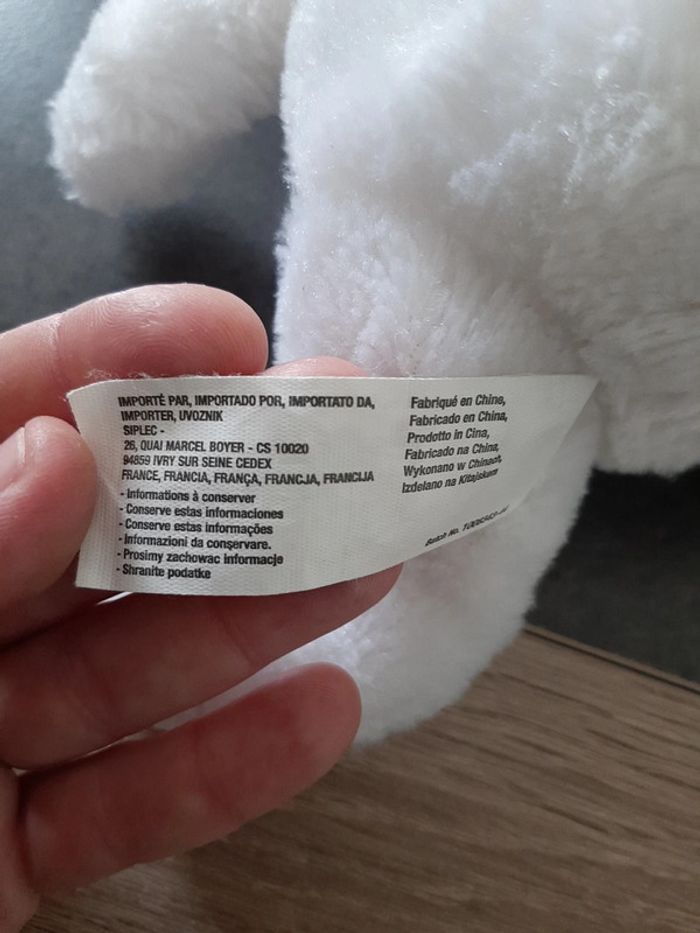 IMPORTÉ PAR, IMPORTADO POR, IMPORTATO DA,
IMPORTER, UVOZNIK
SIPLEC -
26, QUAI MARCEL BOYER - CS 10020
94859 IVRY SUR SEINE CEDEX
FRANCE, FRANCIA, FRANÇA, FRANCJA, FRANCIJA
- Informations à conserver
- Conserve estas informaciones
- Conserve estas informações
- Informazioni da conservare.
- Prosimy zachowac informacje
- Shranite podatke
Fabriqué en Chine,
Fabricado en China,
Prodotto in Cina,
Fabricado na China,
Wykonano w Chinach,
Izdelano na Kitajskem
Batch No.